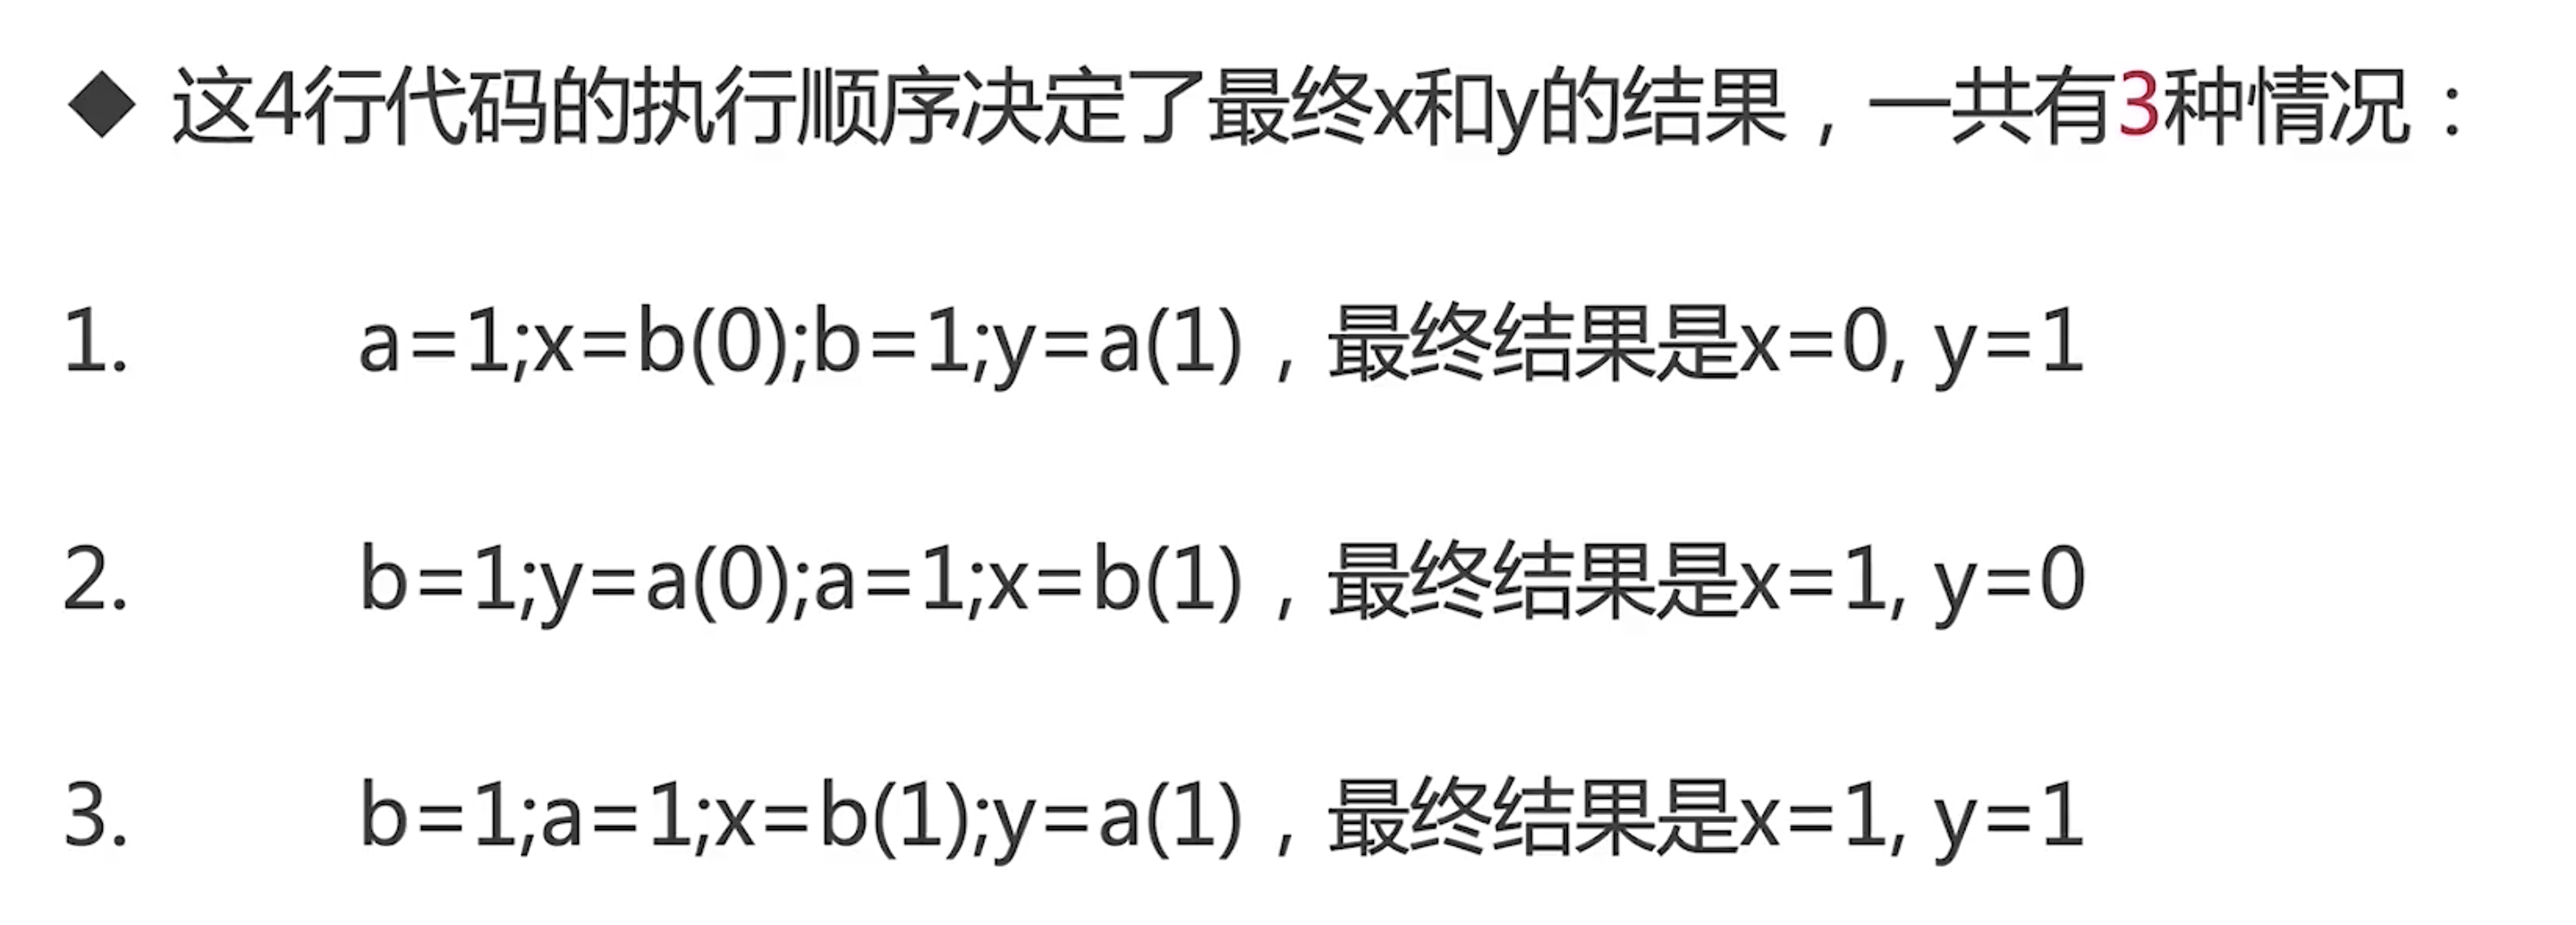 ◆ 这4行代码的执行顺序决定了最终x和y的结果，一共有3种情况：
1. a=1;x=b(0);b=1;y=a(1)，最终结果是x=0, y=1
2. b=1;y=a(0);a=1;x=b(1)，最终结果是x=1, y=0
3. b=1;a=1;x=b(1);y=a(1)，最终结果是x=1, y=1